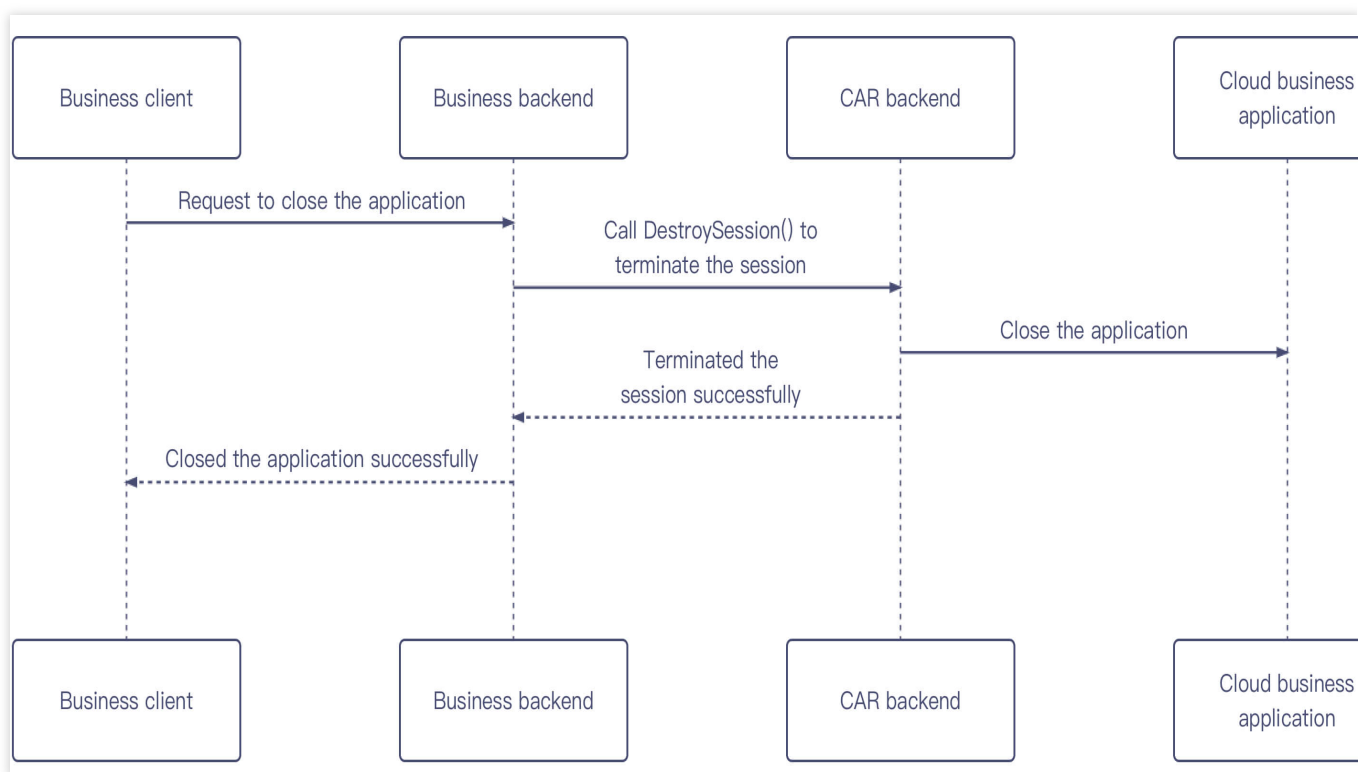 Business client
Business backend
CAR backend
Cloud business
application
Request to close the application
Call DestroySession() to
terminate the session
Close the application
Terminated the
session successfully
Closed the application successfully
Business client
Business backend
CAR backend
Cloud business
application